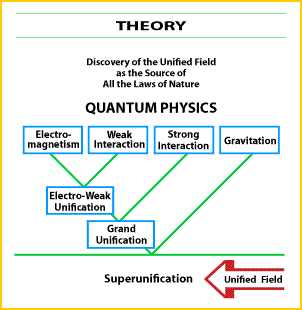 THEORY
Discovery of the Unified Field
as the Source of
All the Laws of Nature
QUANTUM PHYSICS
Electro-
magnetism
Weak
Interaction
Strong
Interaction
Gravitation
Electro-Weak
Unification
Grand
Unification
Superunification
Unified Field